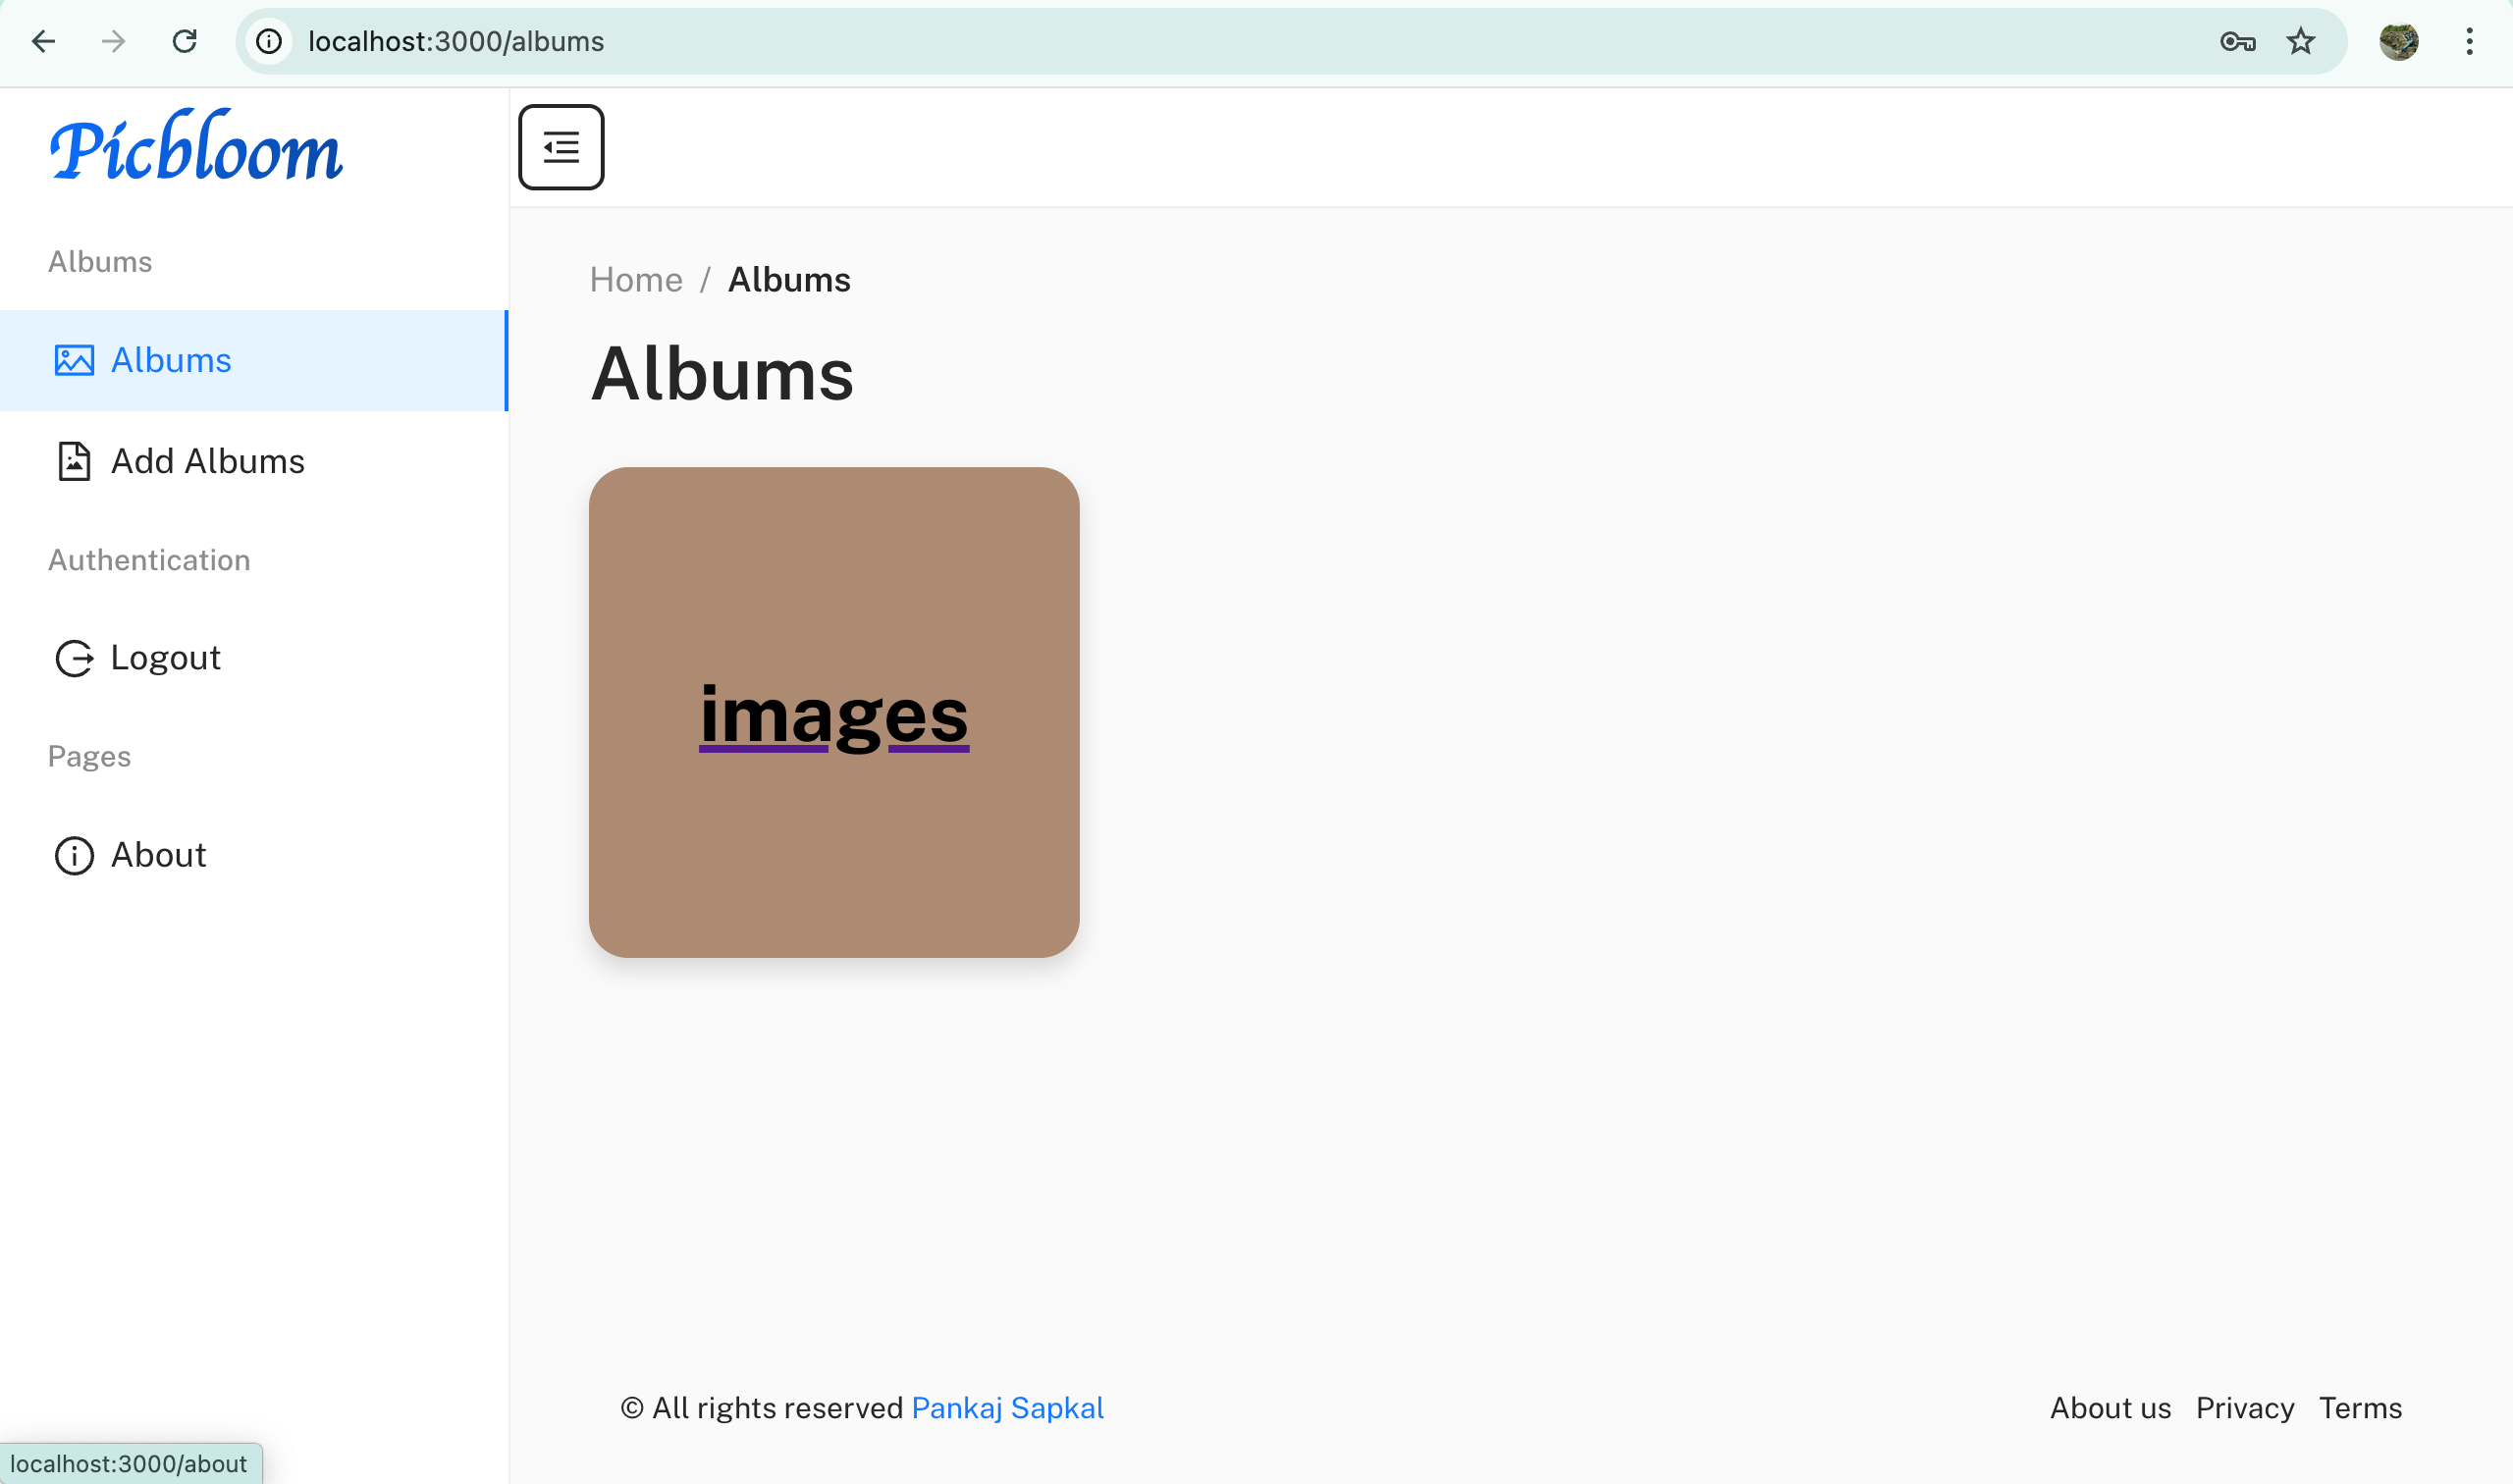 localhost:3000/albums
Picbloom
Albums
Albums
Add Albums
Authentication
Logout
Pages
About
Home / Albums
Albums
images
© All rights reserved Pankaj Sapkal
About us Privacy Terms
localhost:3000/about